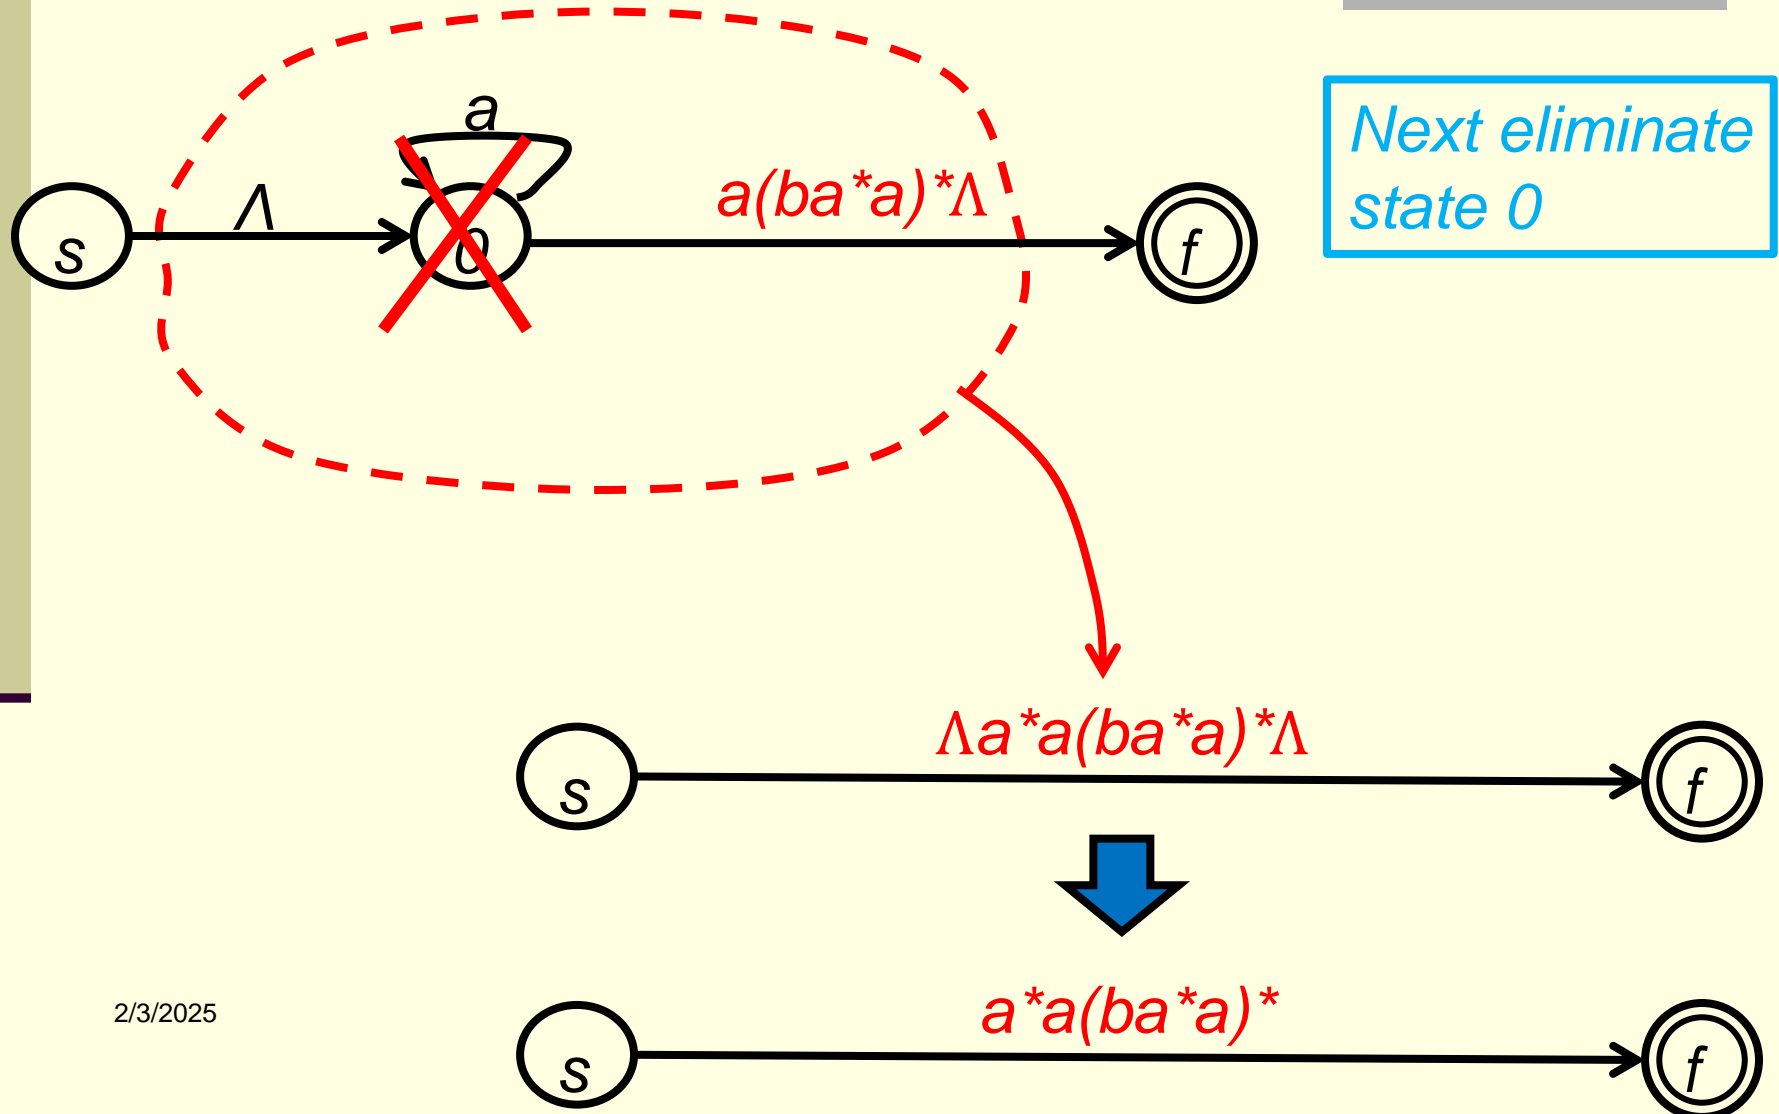 a
Next eliminate
state 0
Λ
a(ba*a)*Λ
s
0
f
Λa*a(ba*a)*Λ
s
f
a*a(ba*a)*
2/3/2025
s
f